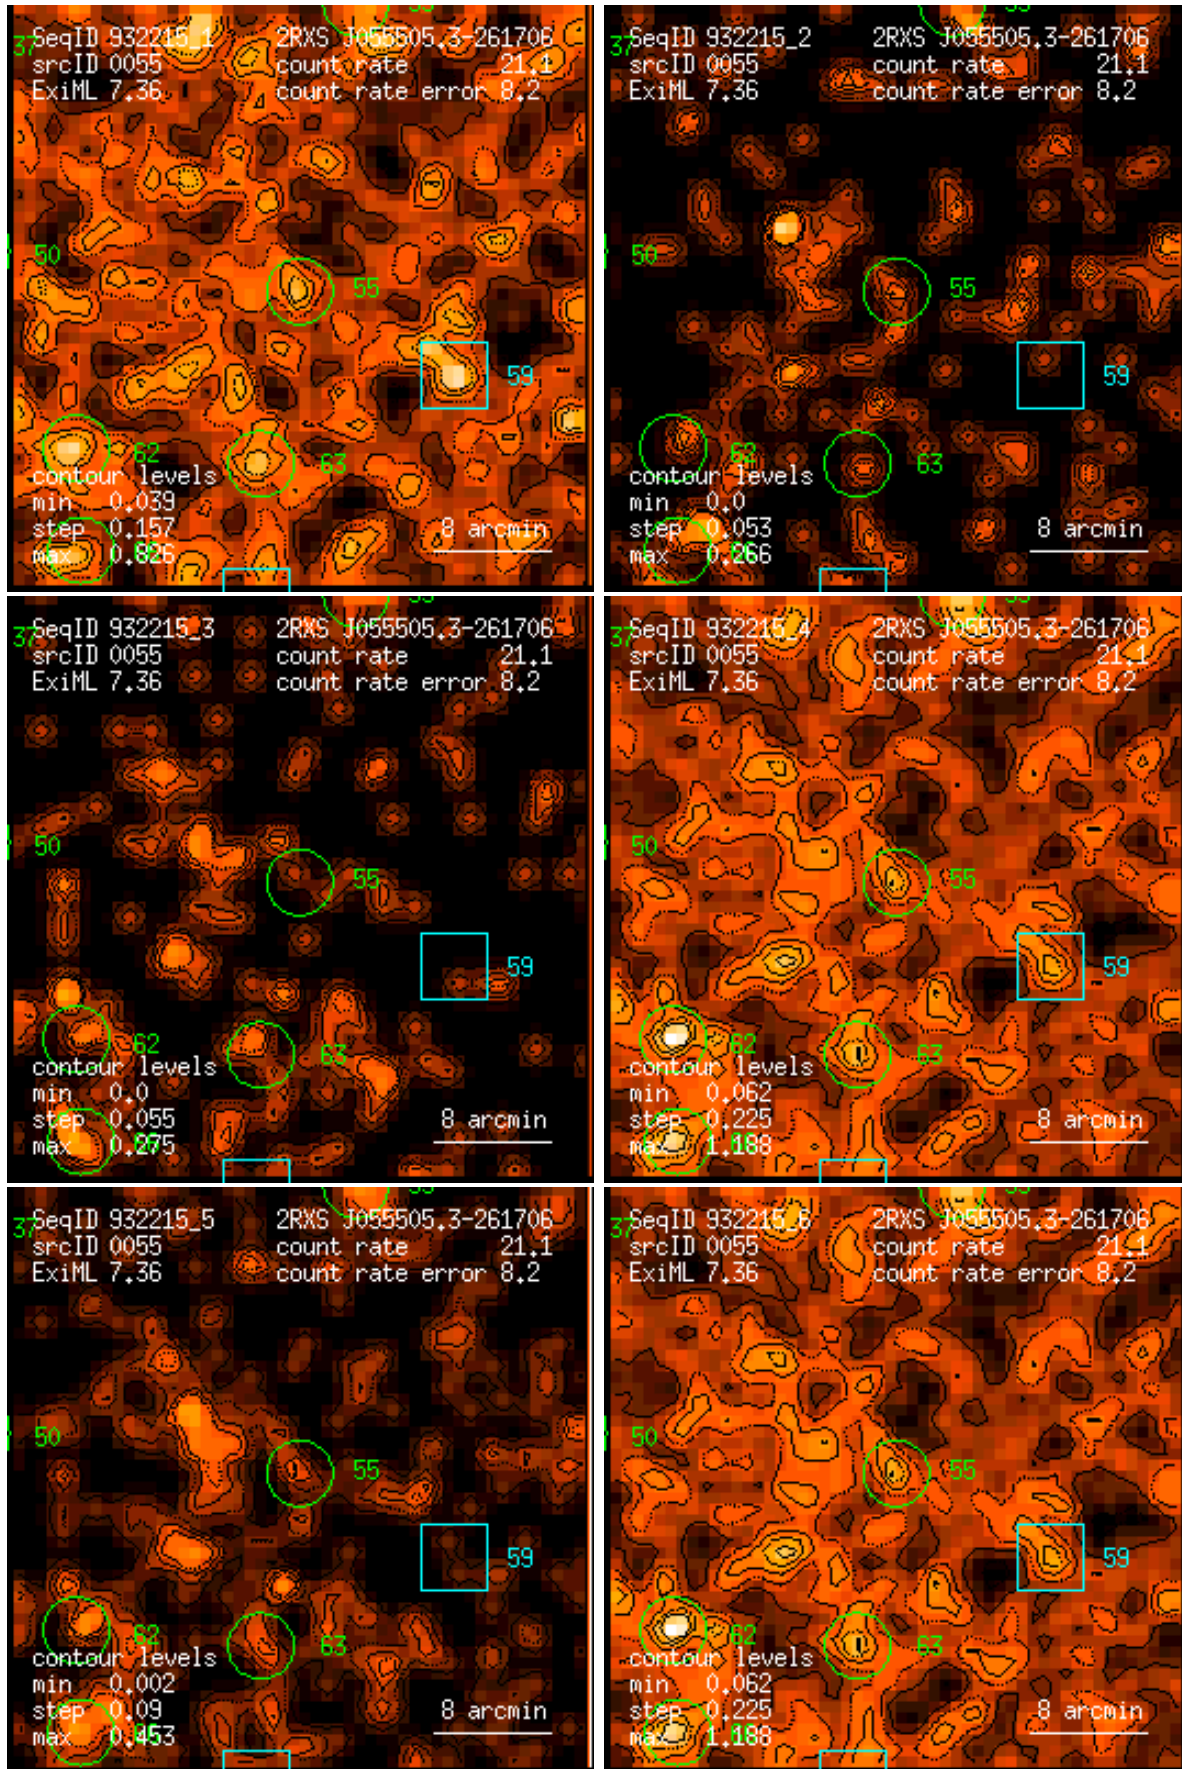 37 SeqID 932215_1 2RXS J055505.3-261706
srcID 0055 count rate 21.1
ExiML 7.36 count rate error 8.2
50
55
59
62
63
contour levels
min 0.039
step 0.157
max 0.826
8 arcmin
37 SeqID 932215_2 2RXS J055505.3-261706
srcID 0055 count rate 21.1
ExiML 7.36 count rate error 8.2
50
55
59
62
63
contour levels
min 0.0
step 0.053
max 0.266
8 arcmin
37 SeqID 932215_3 2RXS J055505.3-261706
srcID 0055 count rate 21.1
ExiML 7.36 count rate error 8.2
50
55
59
62
63
contour levels
min 0.0
step 0.055
max 0.275
8 arcmin
SeqID 932215_4 2RXS J055505.3-261706
srcID 0055 count rate 21.1
ExiML 7.36 count rate error 8.2
37
50
55
59
62
63
contour levels
min 0.062
step 0.225
max 1.188
8 arcmin
37 SeqID 932215_5 2RXS J055505.3-261706
srcID 0055 count rate 21.1
ExiML 7.36 count rate error 8.2
50
55
59
62
63
contour levels
min 0.002
step 0.09
max 0.453
8 arcmin
37 SeqID 932215_6 2RXS J055505.3-261706
srcID 0055 count rate 21.1
ExiML 7.36 count rate error 8.2
50
55
59
62
63
contour levels
min 0.062
step 0.225
max 1.188
8 arcmin